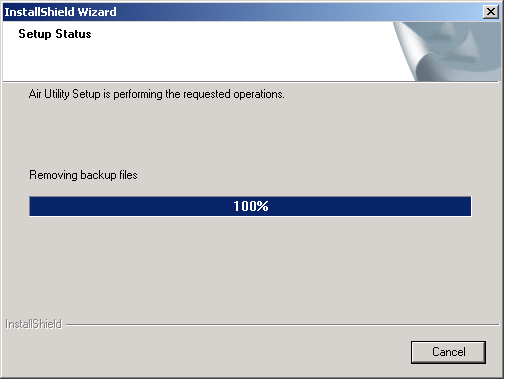 InstallShield Wizard
Setup Status
Air Utility Setup is performing the requested operations.
Removing backup files
100%
InstallShield
Cancel